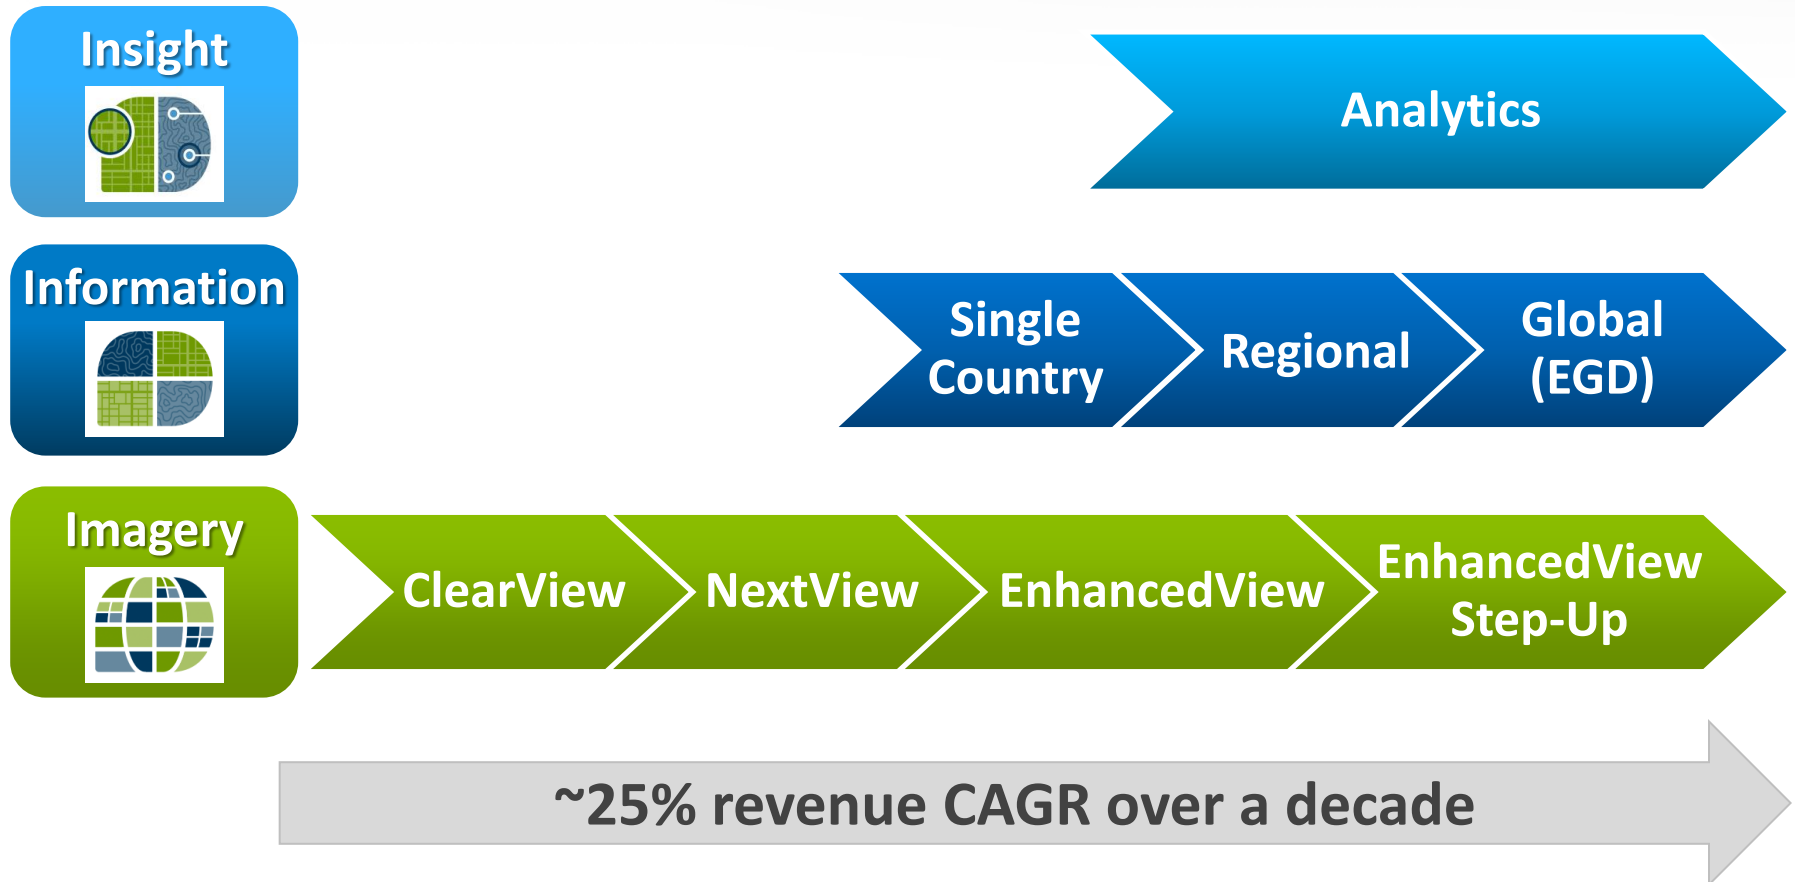 Insight
Analytics
Information
Single
Country
Regional
Global
(EGD)
Imagery
ClearView
NextView
EnhancedView
EnhancedView
Step-Up
~25% revenue CAGR over a decade